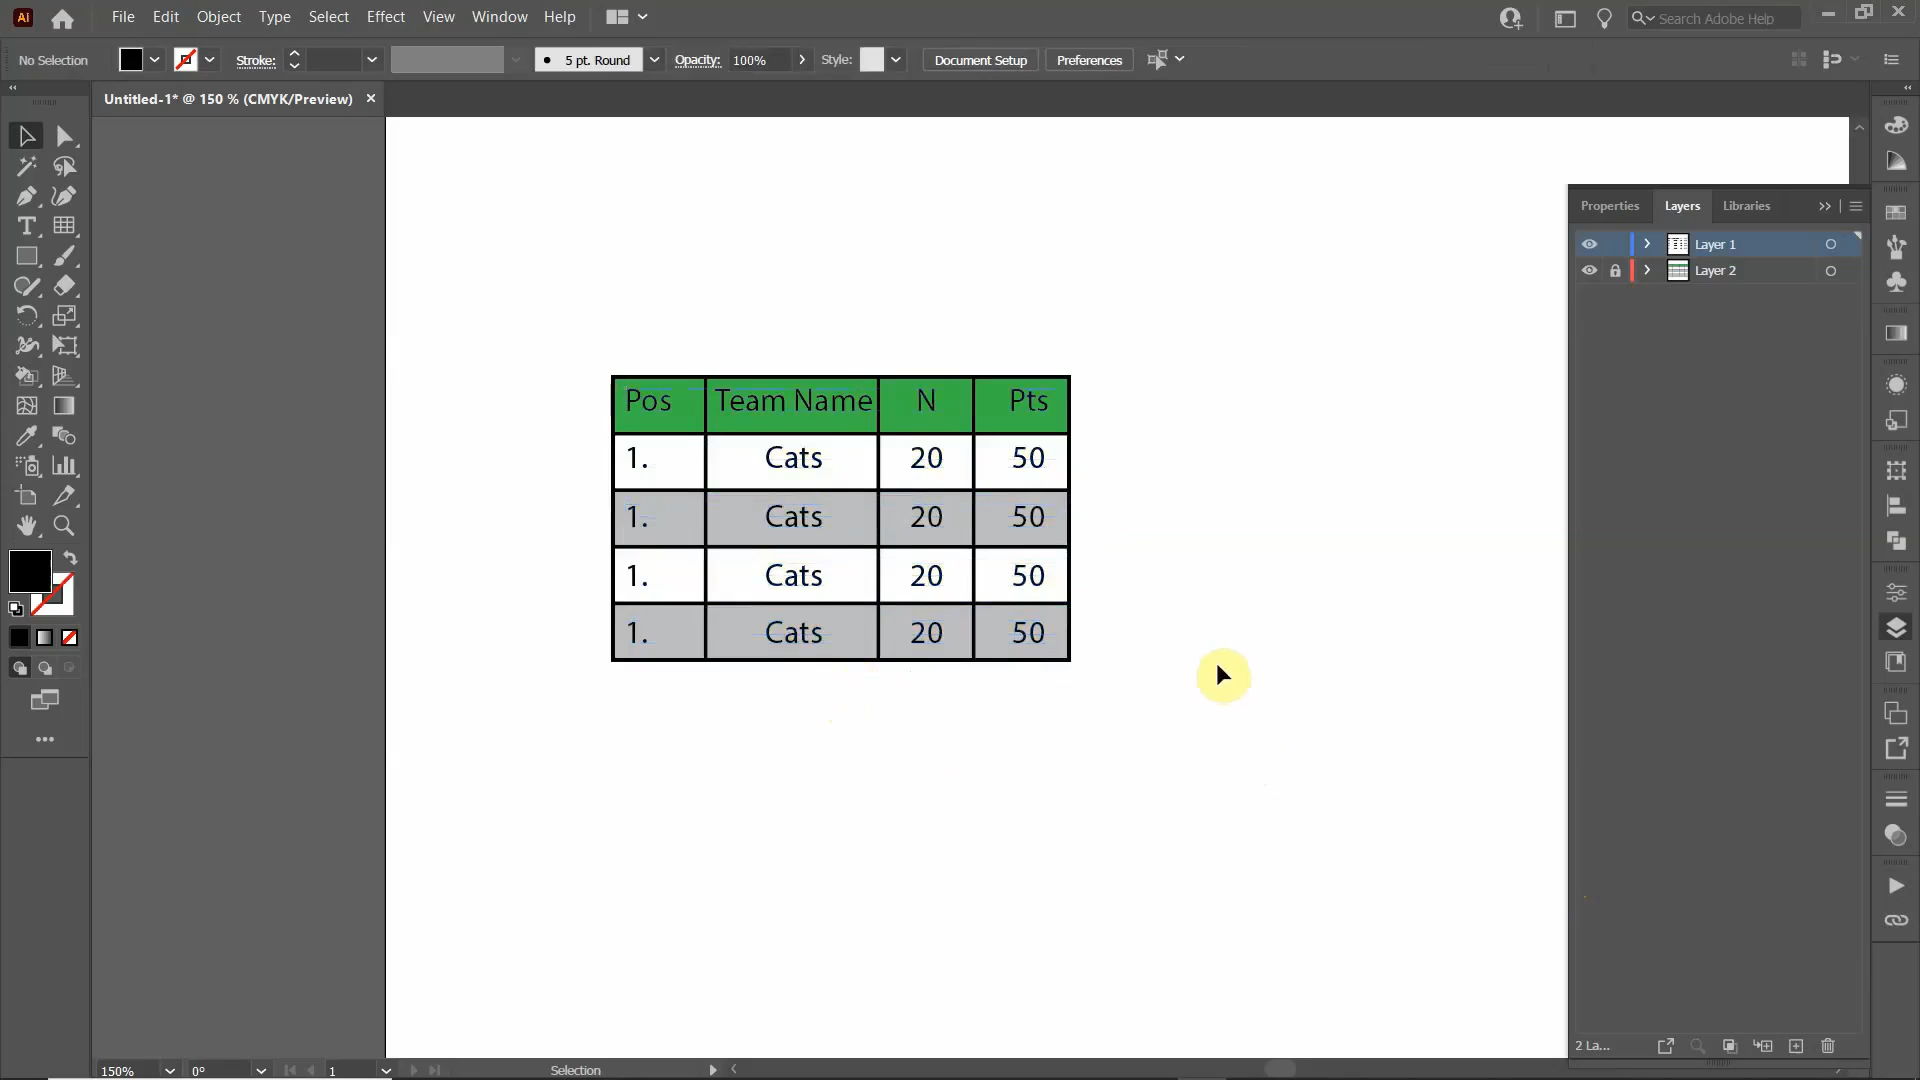 Ai File Edit Object Type Select Effect View Window Help Search Adobe Help
No Selection Stroke: 5 pt. Round Opacity: 100% Style: Document Setup Preferences
Untitled-1* @ 150 % (CMYK/Preview)
Properties Layers Libraries
Layer 1
Layer 2
Pos Team Name N Pts
1. Cats 20 50
1. Cats 20 50
1. Cats 20 50
1. Cats 20 50
2 La...
150% 0° 1 Selection